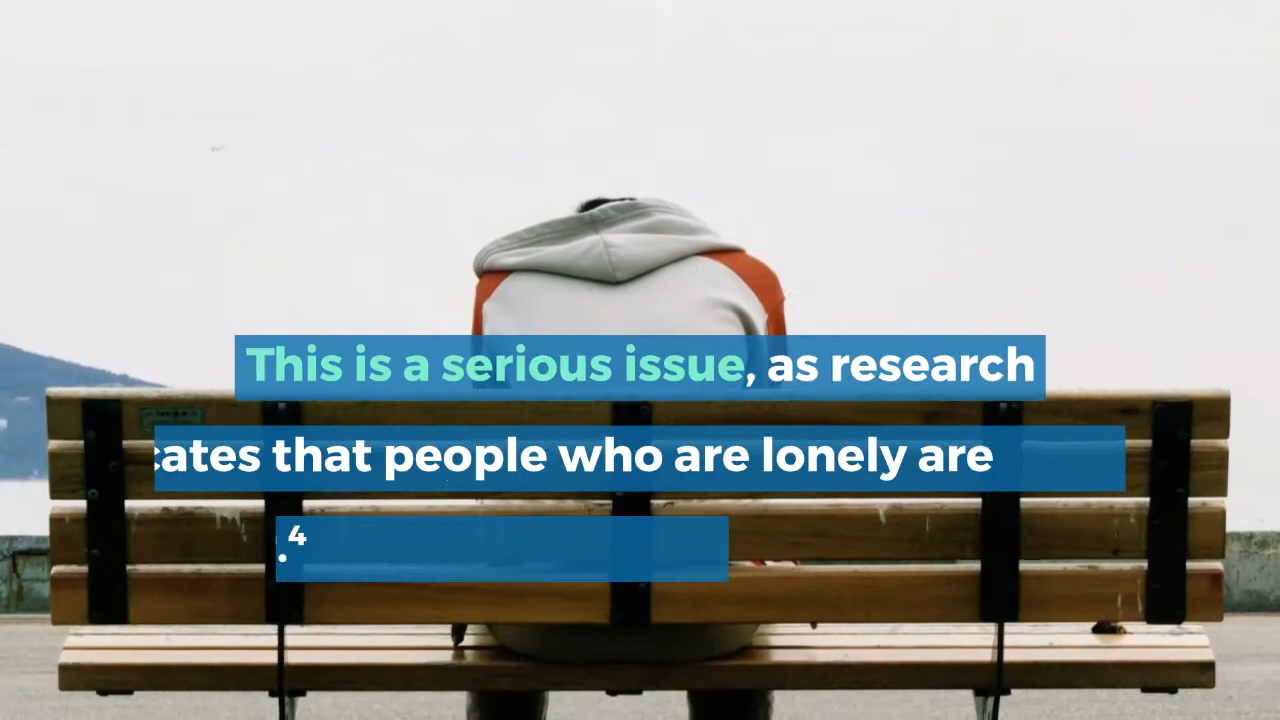 This is a serious issue, as research
cates that people who are lonely are
.4